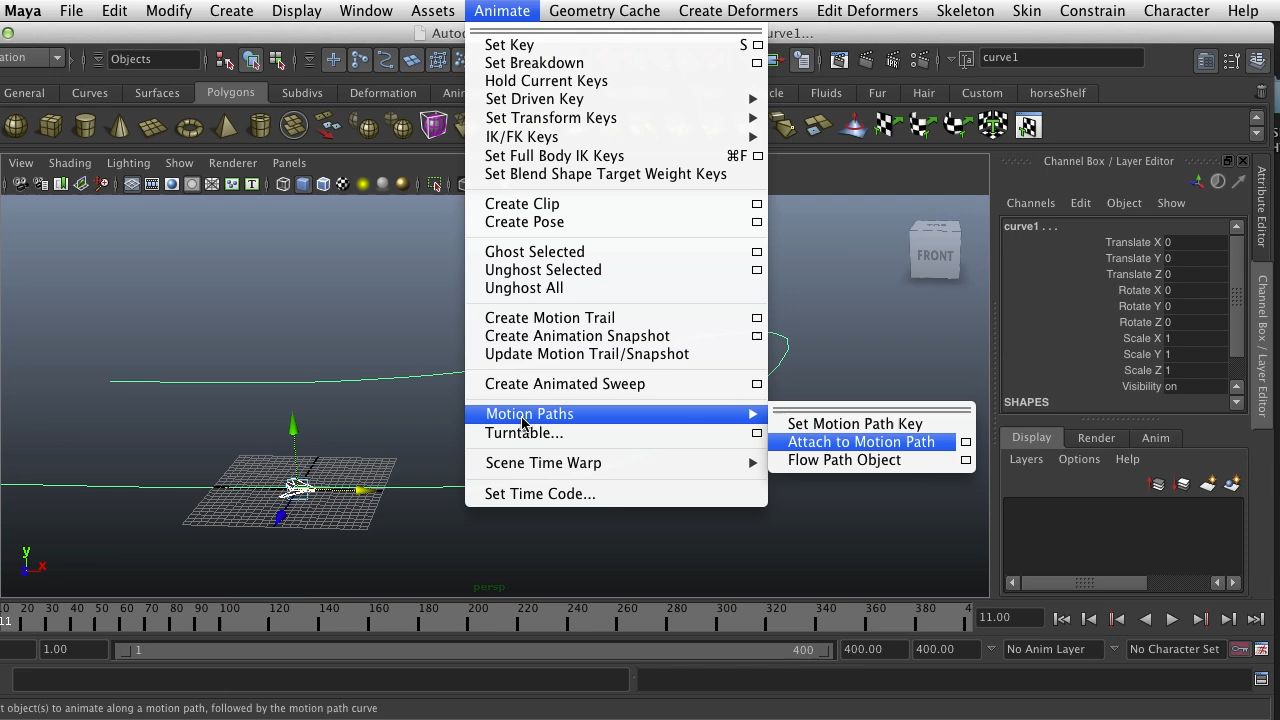 Maya File Edit Modify Create Display Window Assets Animate Geometry Cache Create Deformers Edit Deformers Skeleton Skin Constrain Character Help
Objects
curve1
General Curves Surfaces Polygons Subdivs Deformation Fluids Fur Hair Custom horseShelf
View Shading Lighting Show Renderer Panels
Set Key S
Set Breakdown
Hold Current Keys
Set Driven Key
Set Transform Keys
IK/FK Keys
Set Full Body IK Keys ⌘F
Set Blend Shape Target Weight Keys
Create Clip
Create Pose
Ghost Selected
Unghost Selected
Unghost All
Create Motion Trail
Create Animation Snapshot
Update Motion Trail/Snapshot
Create Animated Sweep
Motion Paths
Turntable...
Scene Time Warp
Set Time Code...
Set Motion Path Key
Attach to Motion Path
Flow Path Object
FRONT
y
x
persp
Channel Box / Layer Editor
Channels Edit Object Show
curve1 . . .
Translate X 0
Translate Y 0
Translate Z 0
Rotate X 0
Rotate Y 0
Rotate Z 0
Scale X 1
Scale Y 1
Scale Z 1
Visibility on
SHAPES
Display Render Anim
Layers Options Help
Attribute Editor
Channel Box / Layer Editor
10 20 30 40 50 60 70 80 90 100 120 140 160 180 200 220 240 260 280 300 320 340 360 380 4
11
11.00
1.00 1 400 400.00 400.00 No Anim Layer No Character Set
t object(s) to animate along a motion path, followed by the motion path curve